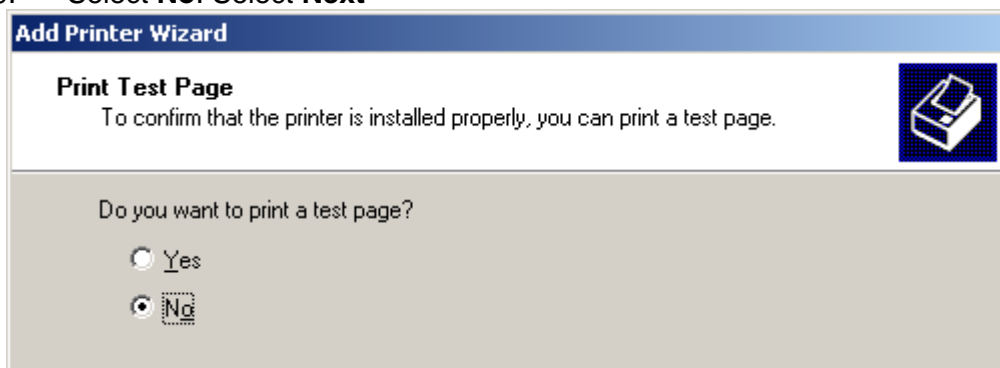 Select No. Select Next
Add Printer Wizard
Print Test Page
To confirm that the printer is installed properly, you can print a test page.
Do you want to print a test page?
Yes
No